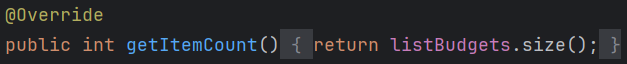 @Override
public int getItemCount() { return listBudgets.size(); }